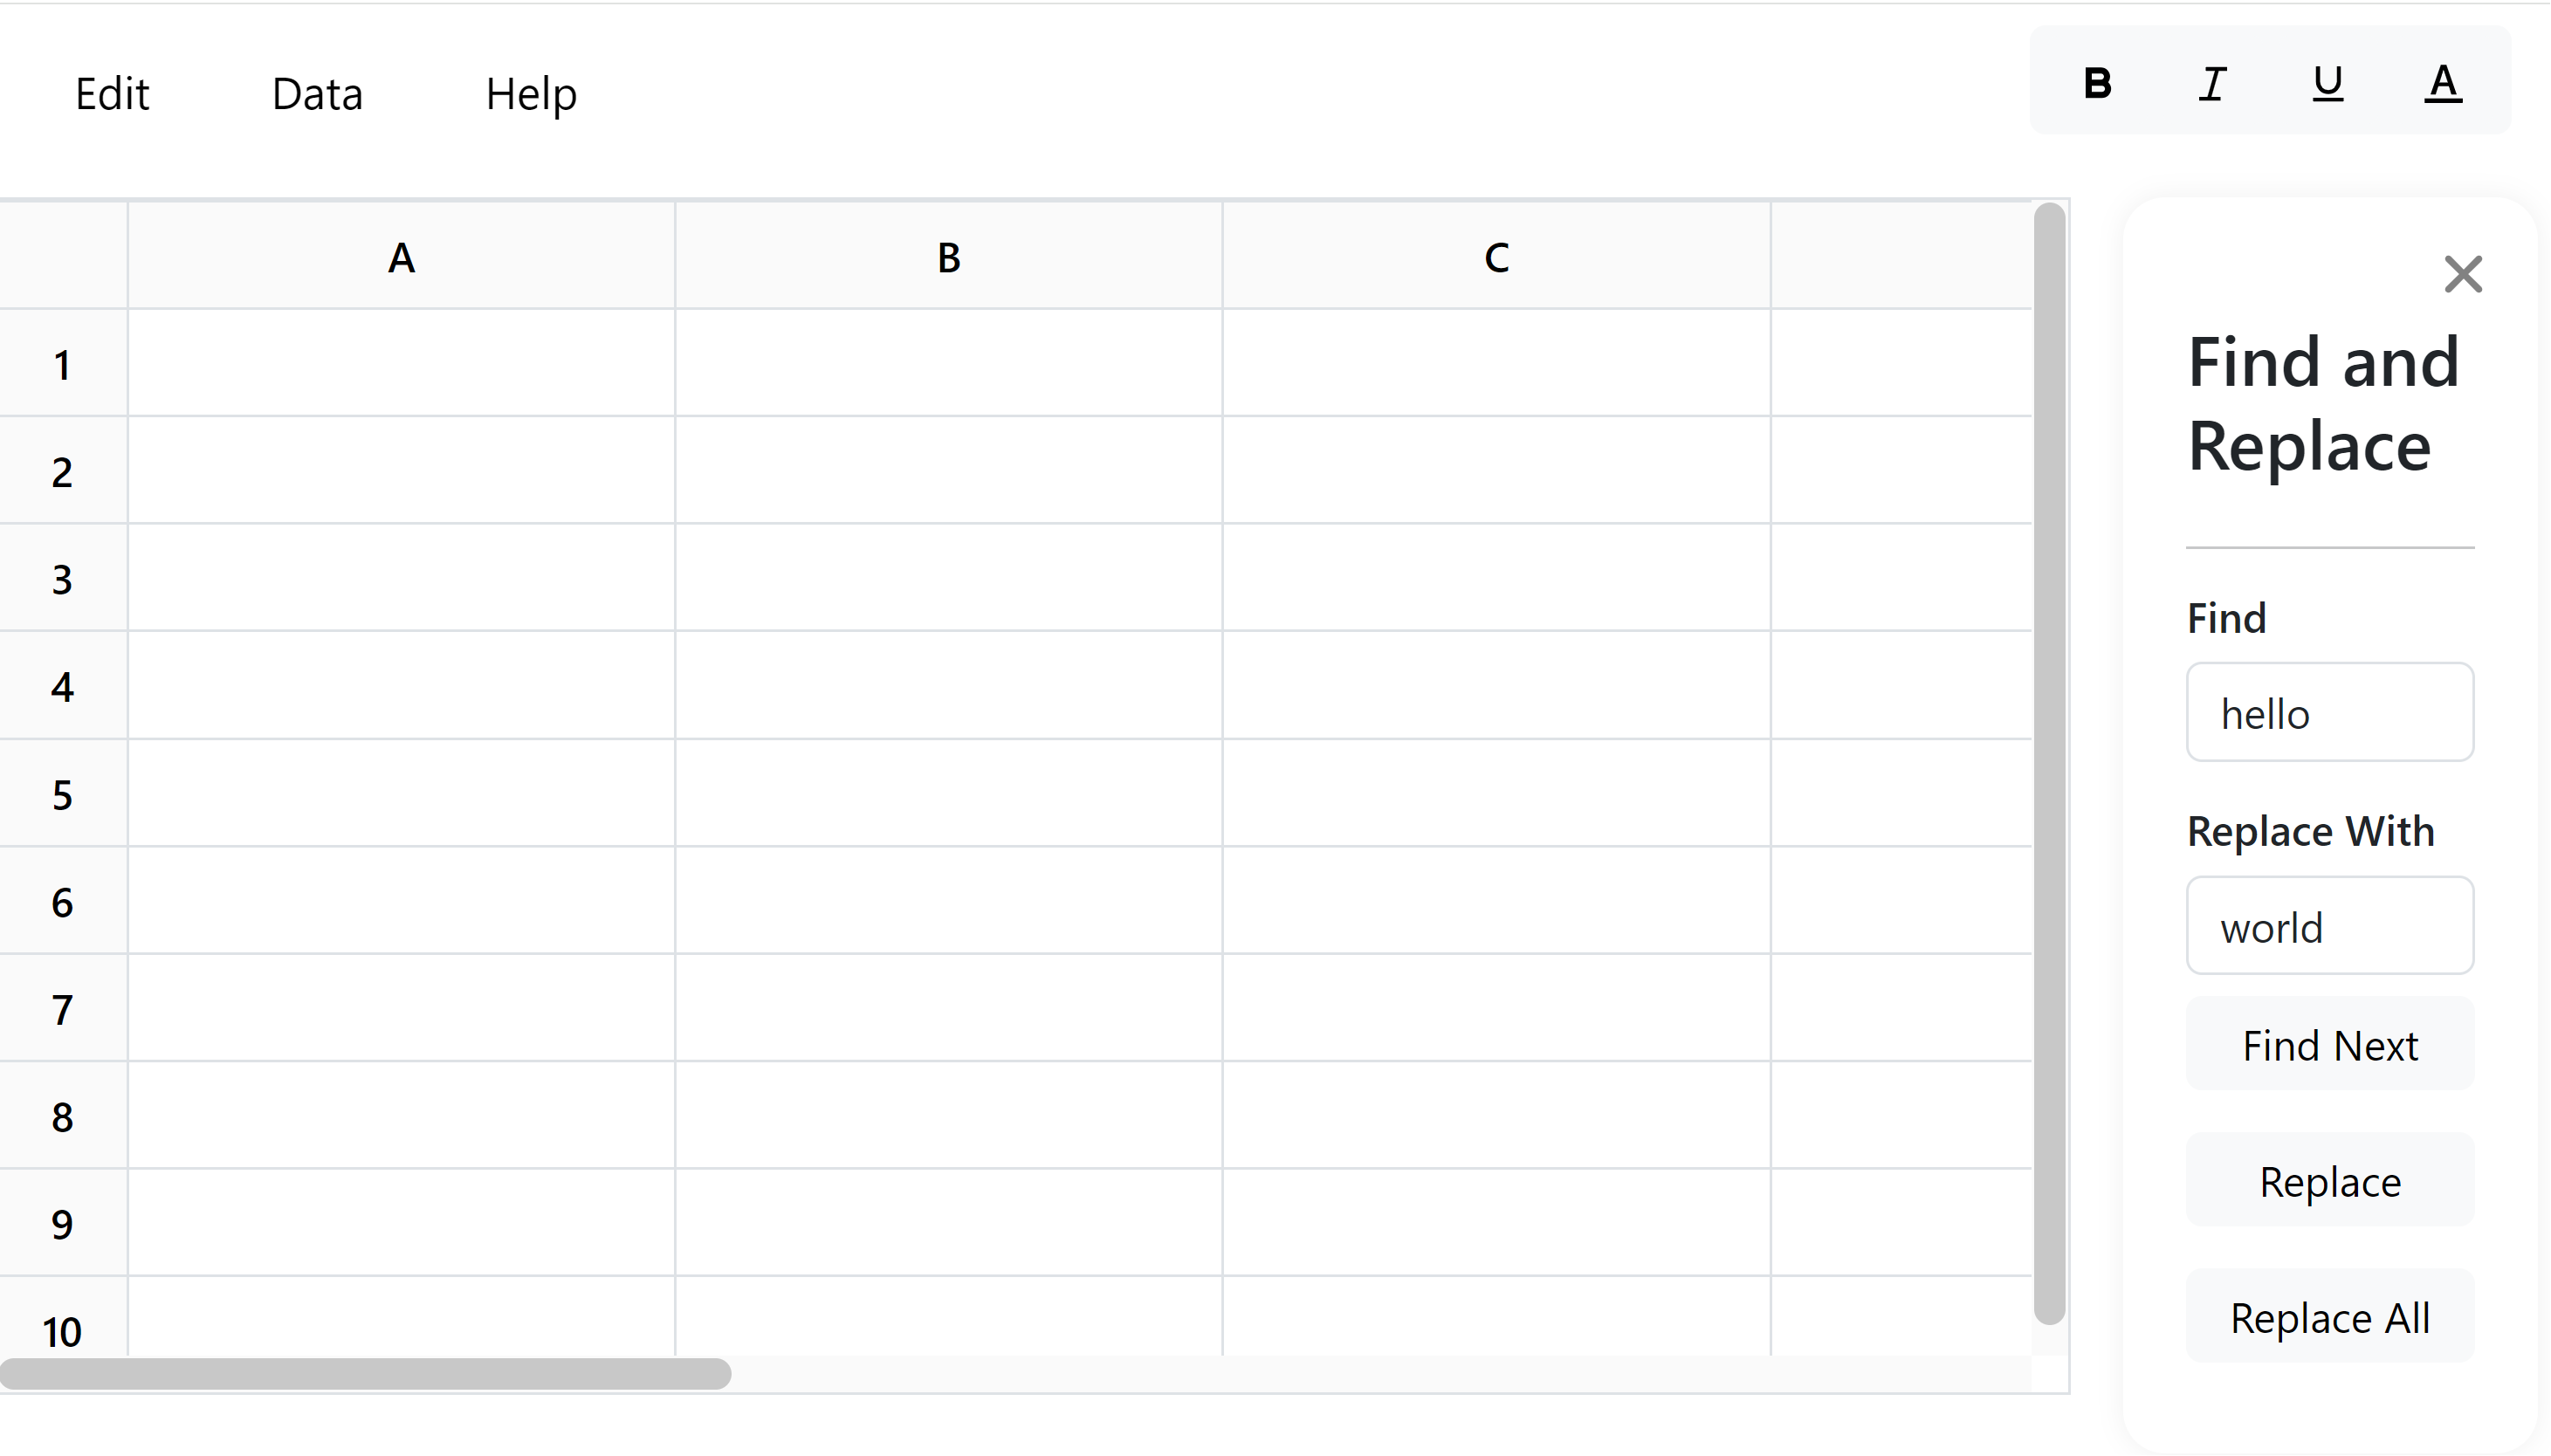 Edit Data Help B I U A
A B C
1
2
3
4
5
6
7
8
9
10
Find and
Replace
Find
hello
Replace With
world
Find Next
Replace
Replace All